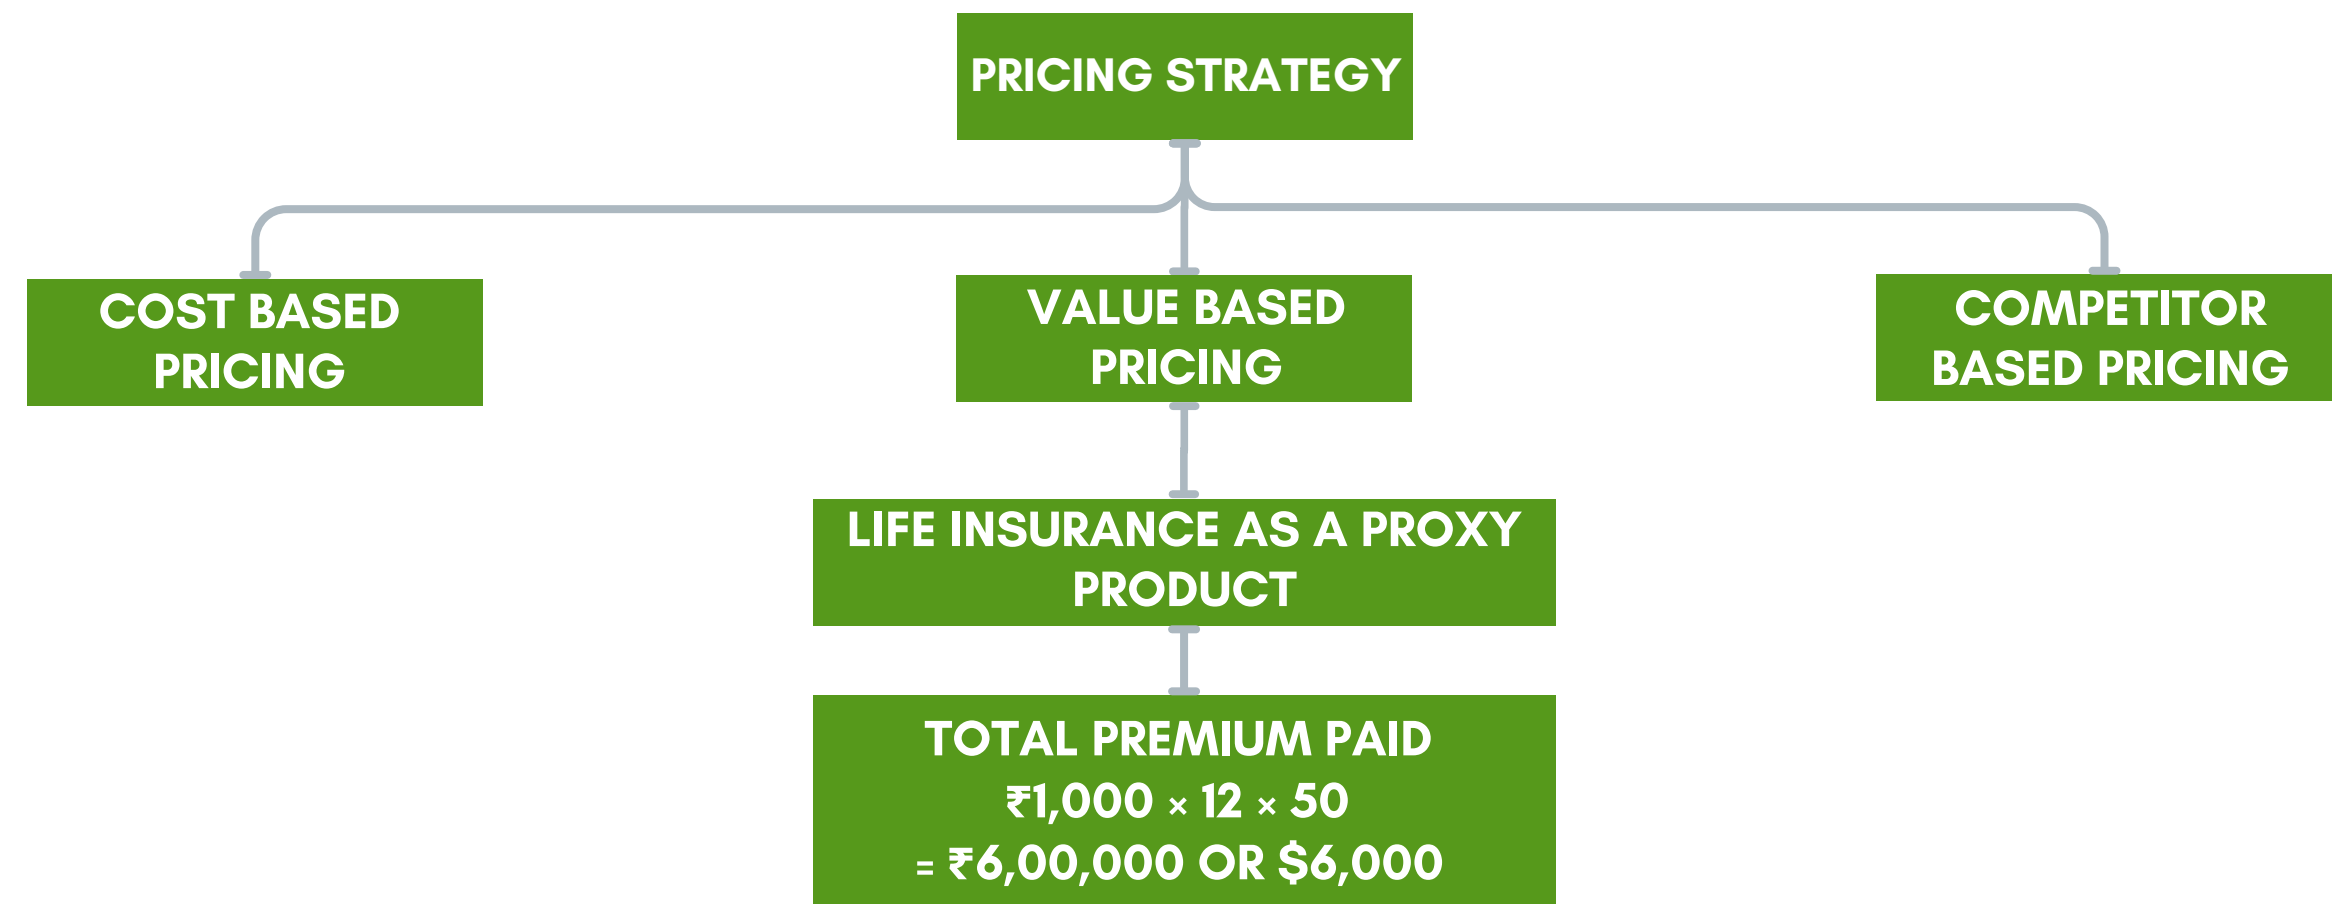 PRICING STRATEGY
COST BASED
PRICING
VALUE BASED
PRICING
COMPETITOR
BASED PRICING
LIFE INSURANCE AS A PROXY
PRODUCT
TOTAL PREMIUM PAID
₹1,000 × 12 × 50
= ₹6,00,000 OR $6,000